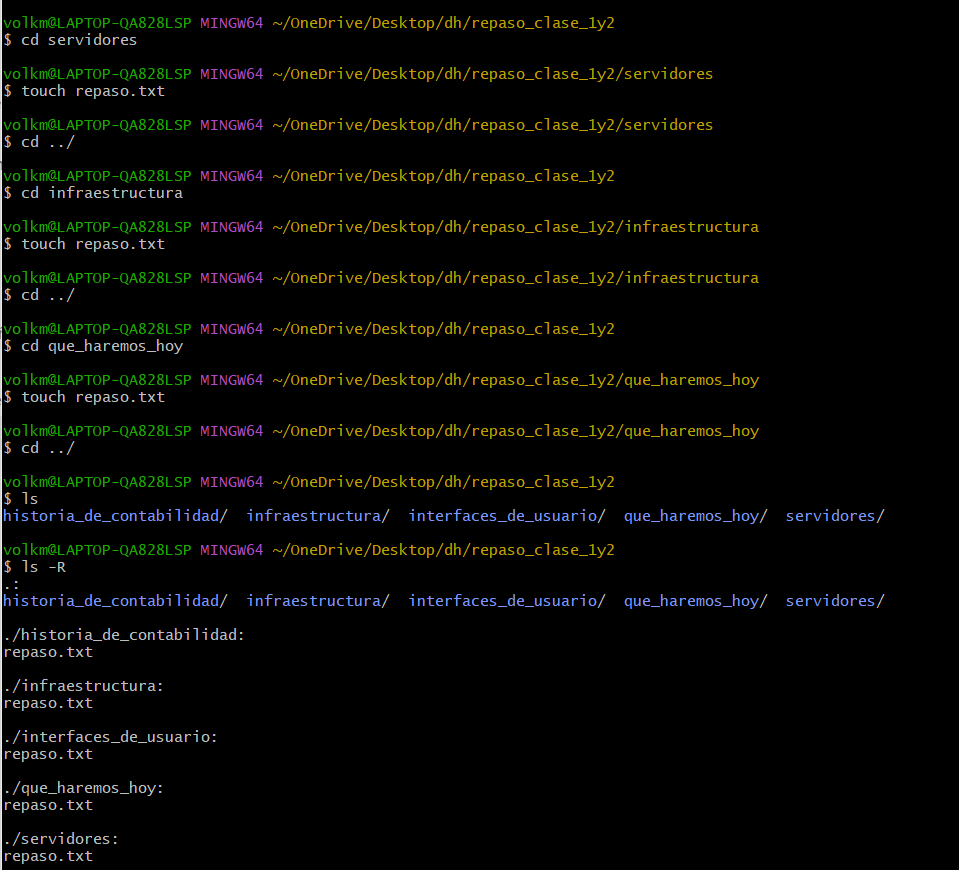 volkm@LAPTOP-QA828LSP MINGW64 ~/OneDrive/Desktop/dh/repaso_clase_1y2
$ cd servidores
volkm@LAPTOP-QA828LSP MINGW64 ~/OneDrive/Desktop/dh/repaso_clase_1y2/servidores
$ touch repaso.txt
volkm@LAPTOP-QA828LSP MINGW64 ~/OneDrive/Desktop/dh/repaso_clase_1y2/servidores
$ cd ../
volkm@LAPTOP-QA828LSP MINGW64 ~/OneDrive/Desktop/dh/repaso_clase_1y2
$ cd infraestructura
volkm@LAPTOP-QA828LSP MINGW64 ~/OneDrive/Desktop/dh/repaso_clase_1y2/infraestructura
$ touch repaso.txt
volkm@LAPTOP-QA828LSP MINGW64 ~/OneDrive/Desktop/dh/repaso_clase_1y2/infraestructura
$ cd ../
volkm@LAPTOP-QA828LSP MINGW64 ~/OneDrive/Desktop/dh/repaso_clase_1y2
$ cd que_haremos_hoy
volkm@LAPTOP-QA828LSP MINGW64 ~/OneDrive/Desktop/dh/repaso_clase_1y2/que_haremos_hoy
$ touch repaso.txt
volkm@LAPTOP-QA828LSP MINGW64 ~/OneDrive/Desktop/dh/repaso_clase_1y2/que_haremos_hoy
$ cd ../
volkm@LAPTOP-QA828LSP MINGW64 ~/OneDrive/Desktop/dh/repaso_clase_1y2
$ ls
historia_de_contabilidad/  infraestructura/  interfaces_de_usuario/  que_haremos_hoy/  servidores/
volkm@LAPTOP-QA828LSP MINGW64 ~/OneDrive/Desktop/dh/repaso_clase_1y2
$ ls -R
.:
historia_de_contabilidad/  infraestructura/  interfaces_de_usuario/  que_haremos_hoy/  servidores/
./historia_de_contabilidad:
repaso.txt
./infraestructura:
repaso.txt
./interfaces_de_usuario:
repaso.txt
./que_haremos_hoy:
repaso.txt
./servidores:
repaso.txt